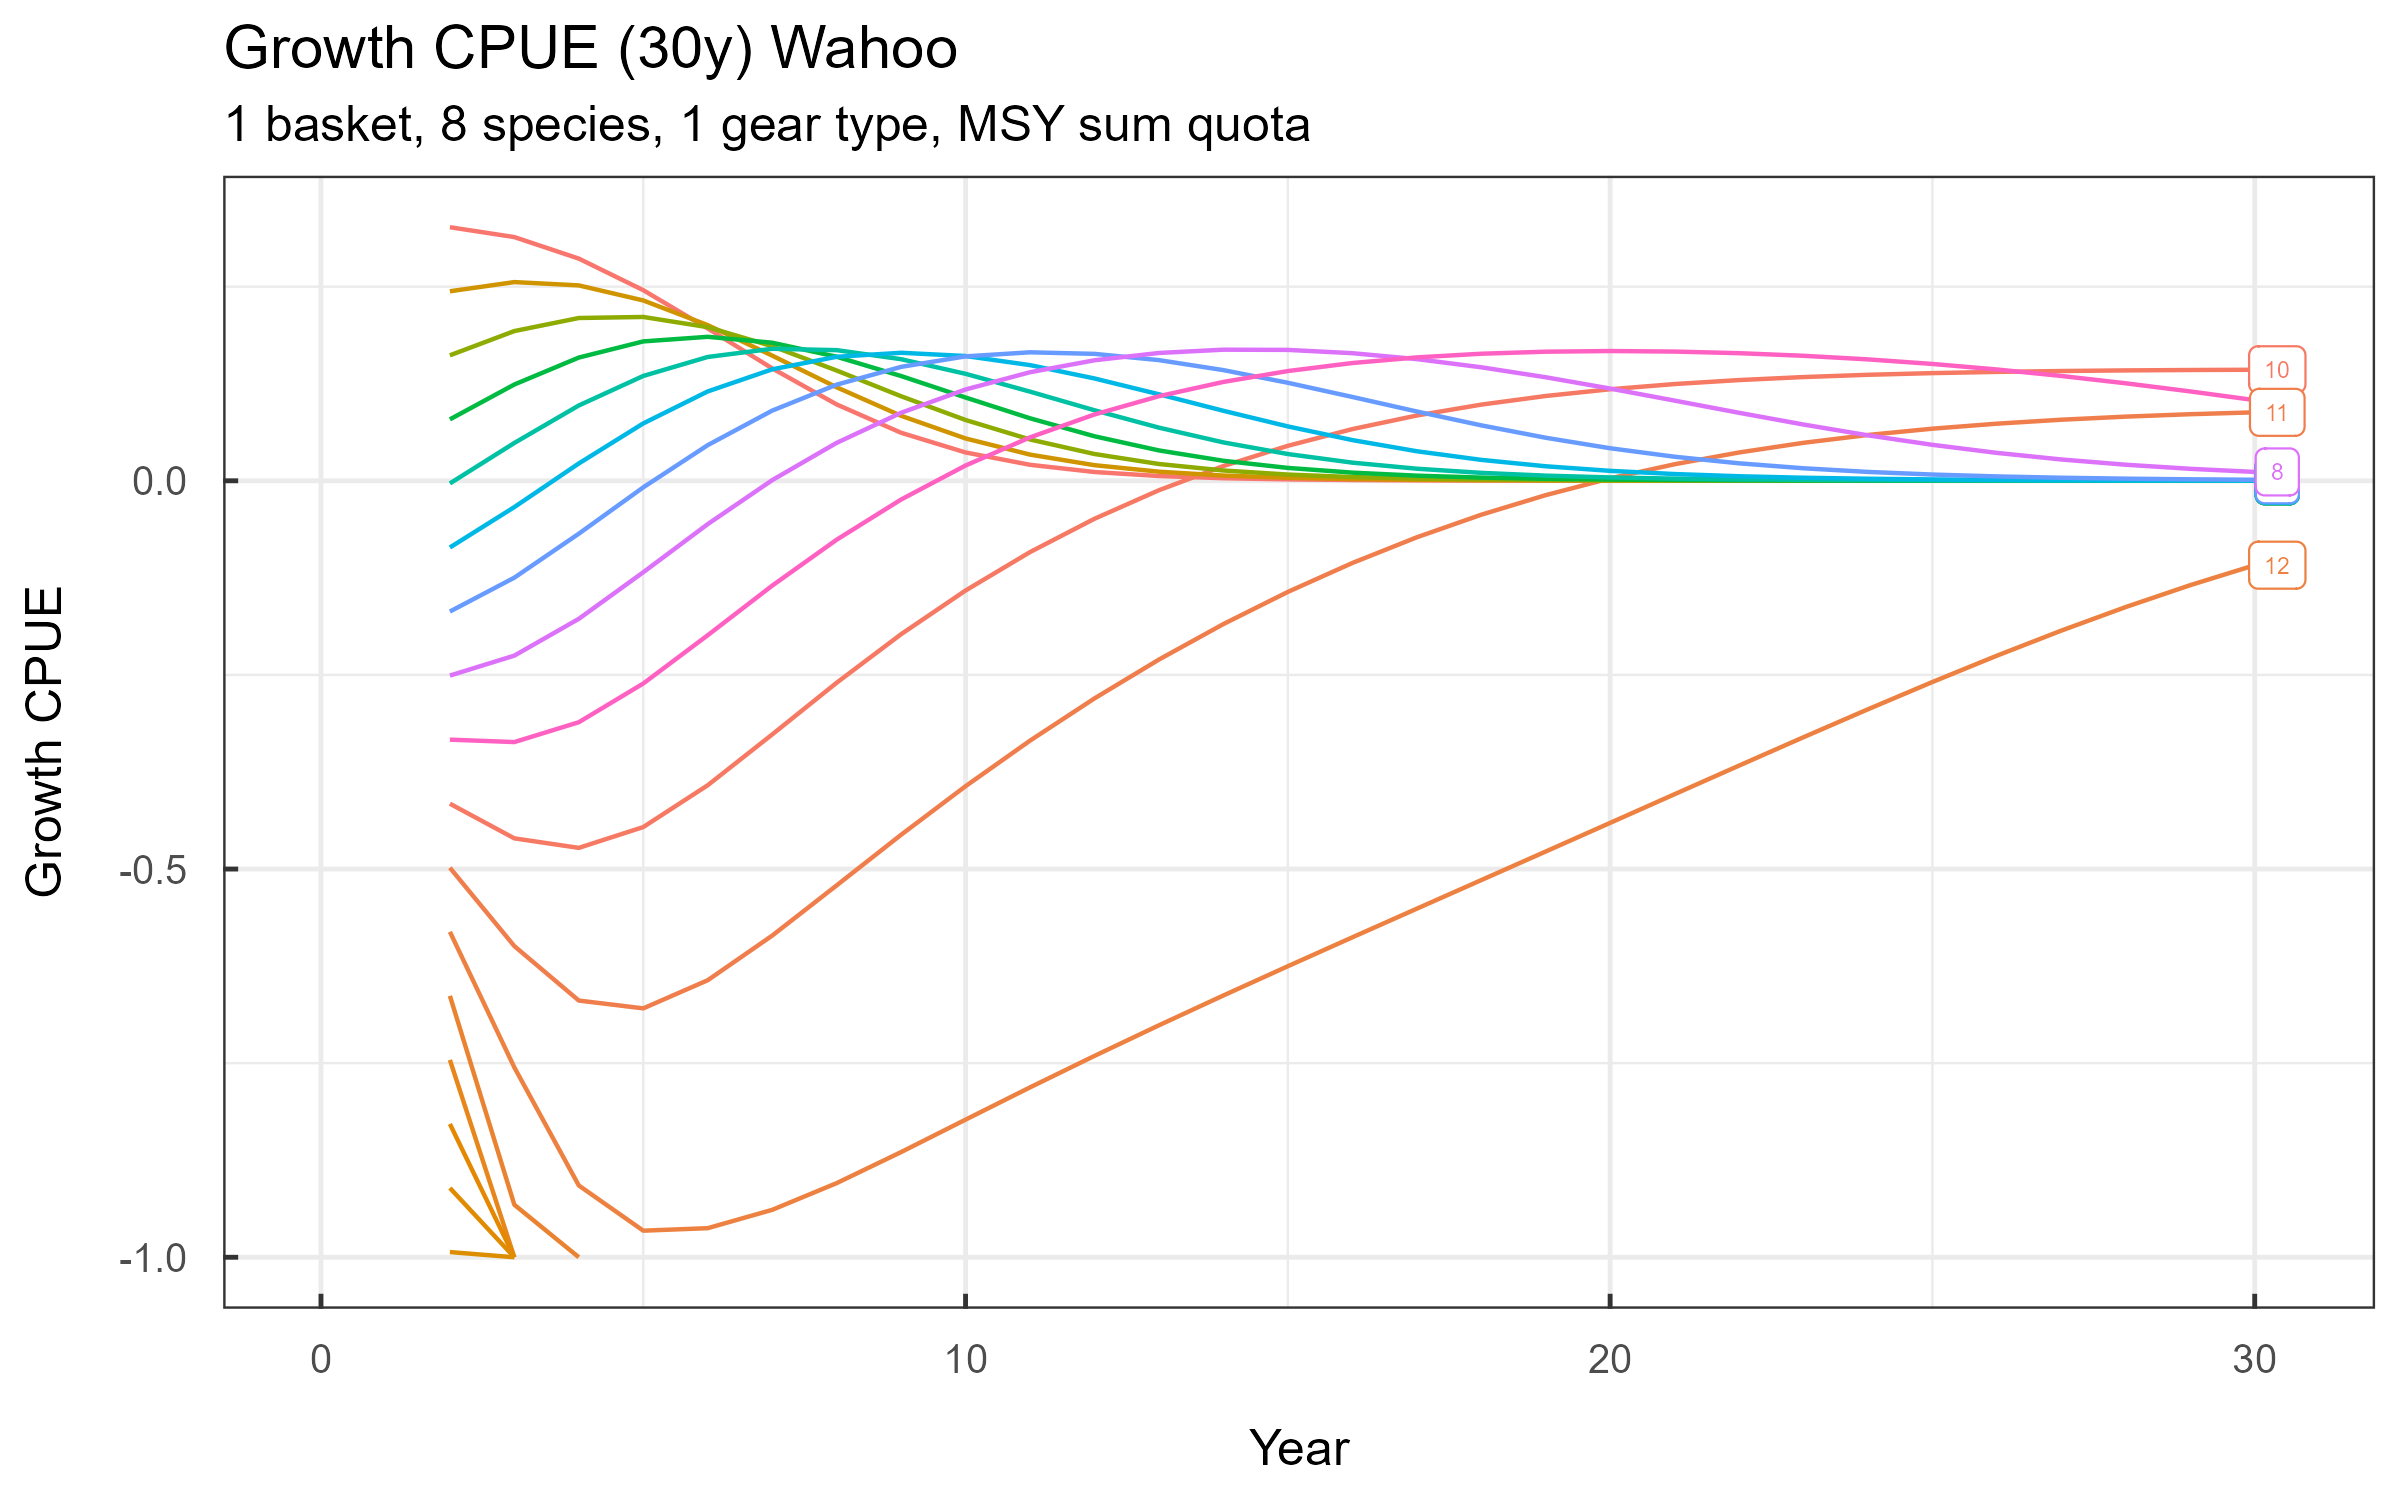 Growth CPUE (30y) Wahoo
1 basket, 8 species, 1 gear type, MSY sum quota
Growth CPUE
0.0
-0.5
-1.0
10
11
8
12
0
10
20
30
Year